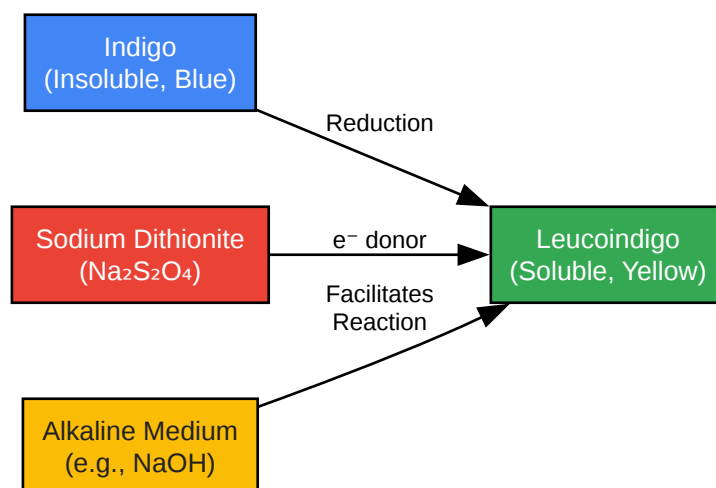 Indigo
(Insoluble, Blue)
Reduction
Sodium Dithionite
(Na₂S₂O₄)
e⁻ donor
Leucoindigo
(Soluble, Yellow)
Facilitates
Reaction
Alkaline Medium
(e.g., NaOH)